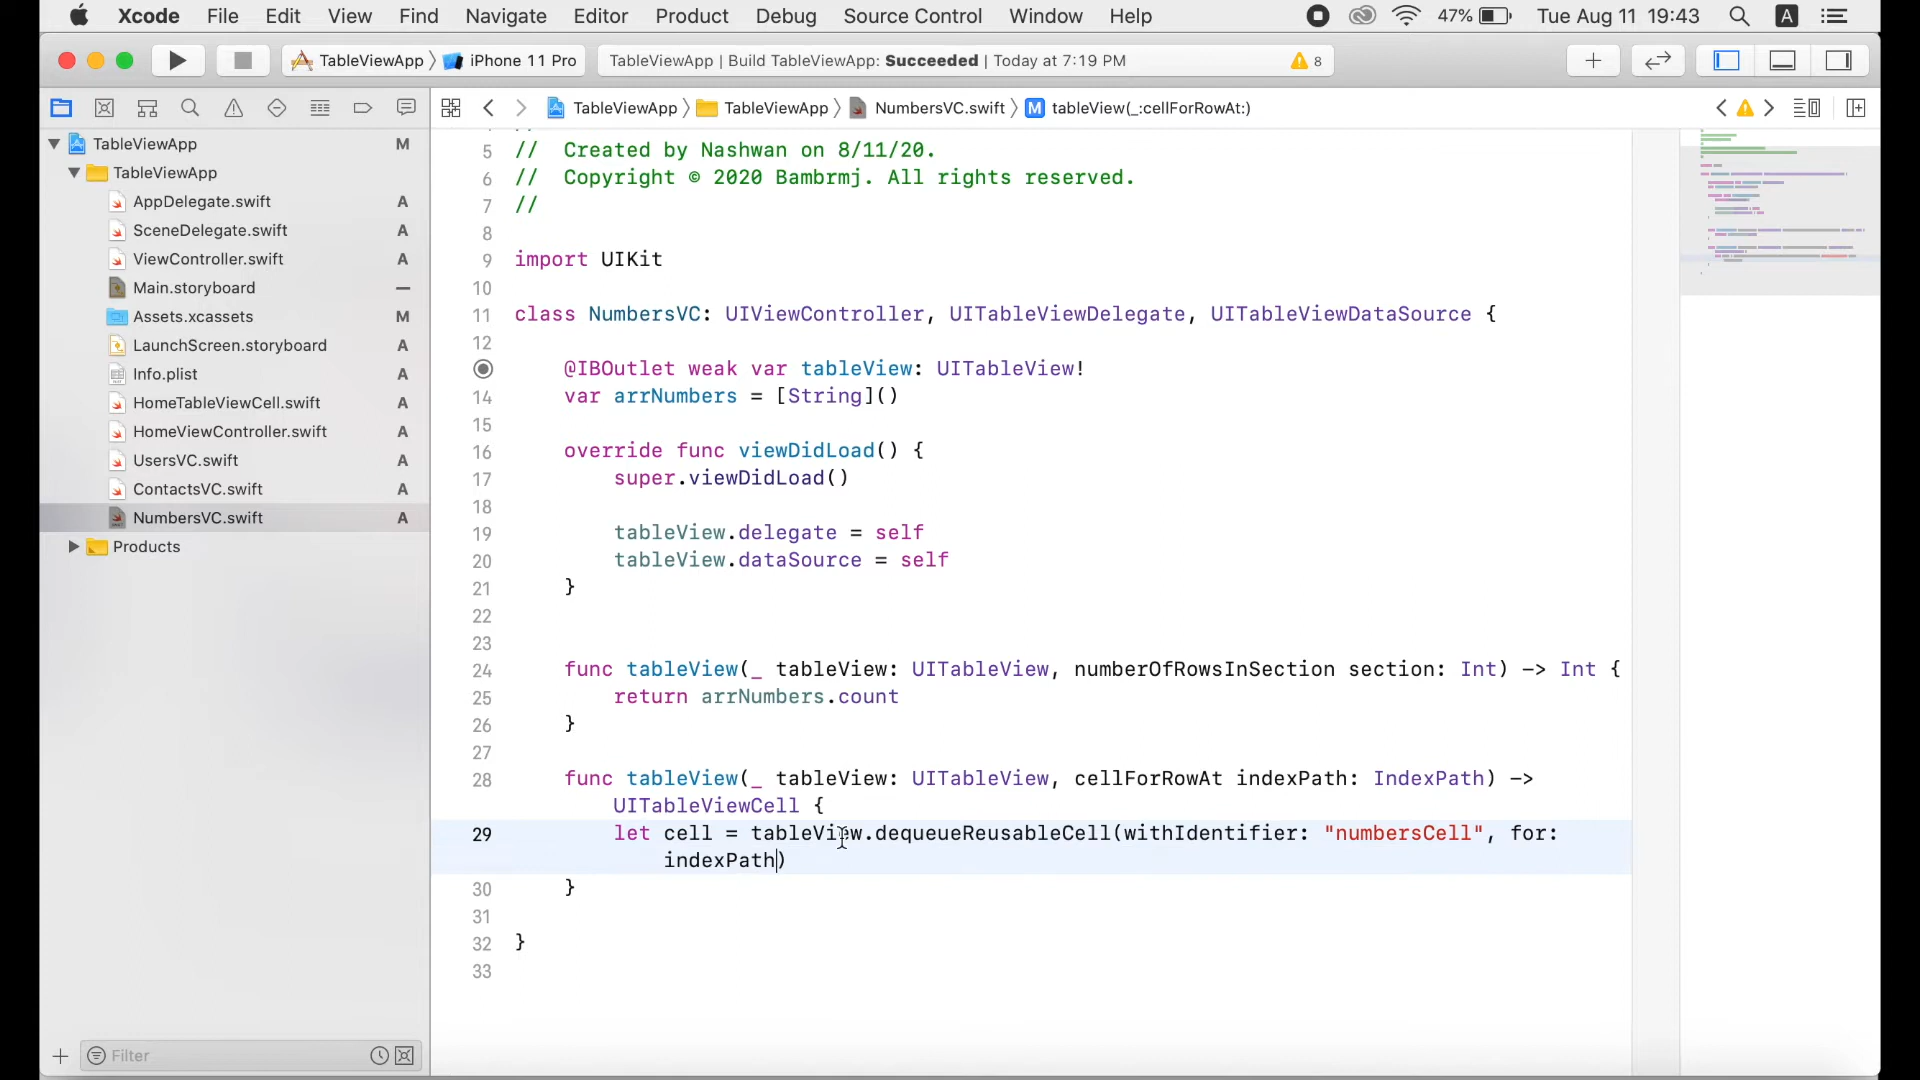 Xcode File Edit View Find Navigate Editor Product Debug Source Control Window Help 47% Tue Aug 11 19:43 A
TableViewApp iPhone 11 Pro TableViewApp | Build TableViewApp: Succeeded | Today at 7:19 PM 8
TableViewApp TableViewApp NumbersVC.swift M tableView(_:cellForRowAt:)
TableViewApp M
TableViewApp
AppDelegate.swift A
SceneDelegate.swift A
ViewController.swift A
Main.storyboard —
Assets.xcassets M
LaunchScreen.storyboard A
Info.plist A
HomeTableViewCell.swift A
HomeViewController.swift A
UsersVC.swift A
ContactsVC.swift A
NumbersVC.swift A
Products
Filter
5 // Created by Nashwan on 8/11/20.
6 // Copyright © 2020 Bambrmj. All rights reserved.
7 //
8
9 import UIKit
10
11 class NumbersVC: UIViewController, UITableViewDelegate, UITableViewDataSource {
12
@IBOutlet weak var tableView: UITableView!
14 var arrNumbers = [String]()
15
16 override func viewDidLoad() {
17 super.viewDidLoad()
18
19 tableView.delegate = self
20 tableView.dataSource = self
21 }
22
23
24 func tableView(_ tableView: UITableView, numberOfRowsInSection section: Int) -> Int {
25 return arrNumbers.count
26 }
27
28 func tableView(_ tableView: UITableView, cellForRowAt indexPath: IndexPath) ->
UITableViewCell {
29 let cell = tableView.dequeueReusableCell(withIdentifier: "numbersCell", for:
indexPath)
30 }
31
32 }
33